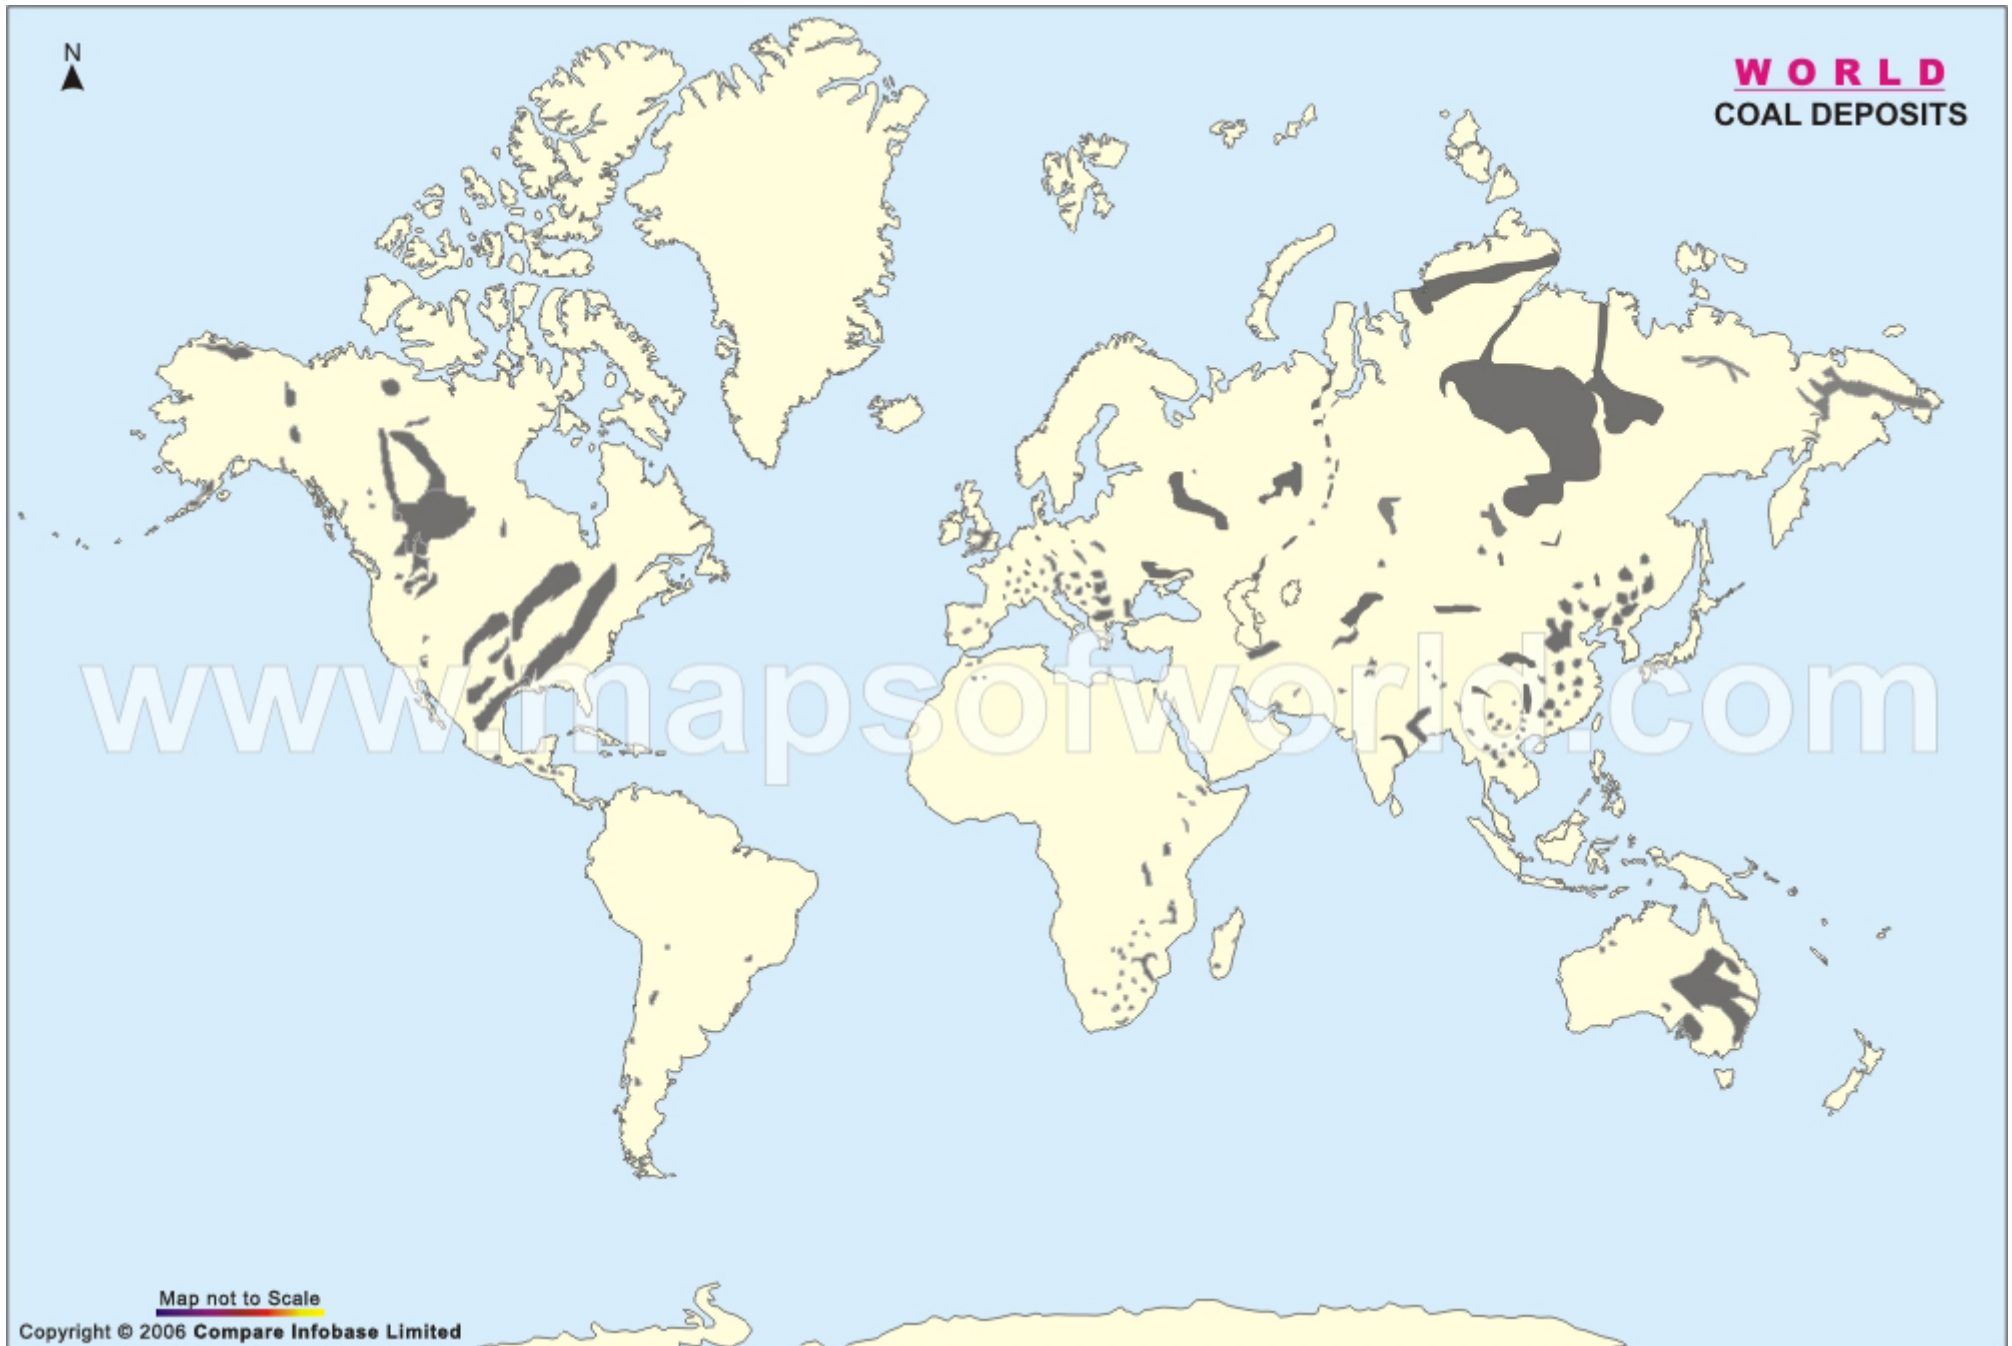 N
WORLD
COAL DEPOSITS
www.mapsofworld.com
Map not to Scale
Copyright © 2006 Compare Infobase Limited